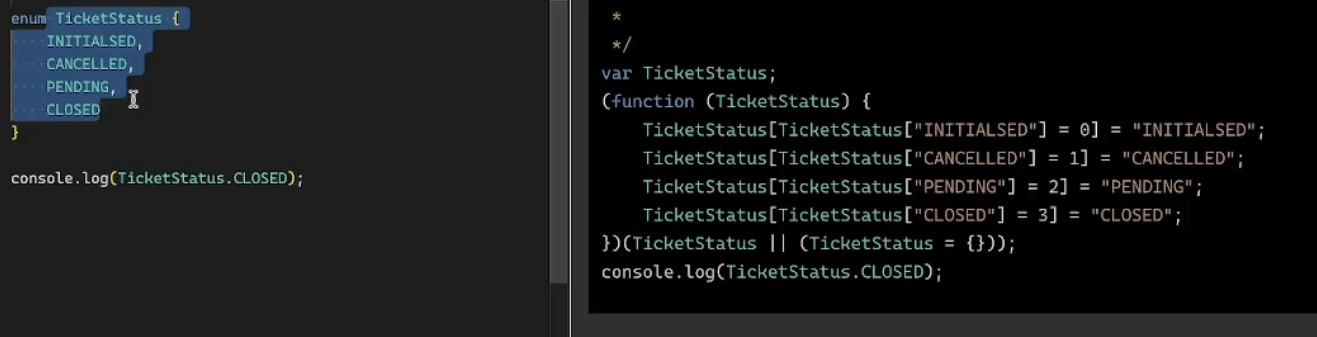 enum TicketStatus {
    INITIALSED,
    CANCELLED,
    PENDING,
    CLOSED
}
console.log(TicketStatus.CLOSED);
*
*/
var TicketStatus;
(function (TicketStatus) {
    TicketStatus[TicketStatus["INITIALSED"] = 0] = "INITIALSED";
    TicketStatus[TicketStatus["CANCELLED"] = 1] = "CANCELLED";
    TicketStatus[TicketStatus["PENDING"] = 2] = "PENDING";
    TicketStatus[TicketStatus["CLOSED"] = 3] = "CLOSED";
})(TicketStatus || (TicketStatus = {}));
console.log(TicketStatus.CLOSED);